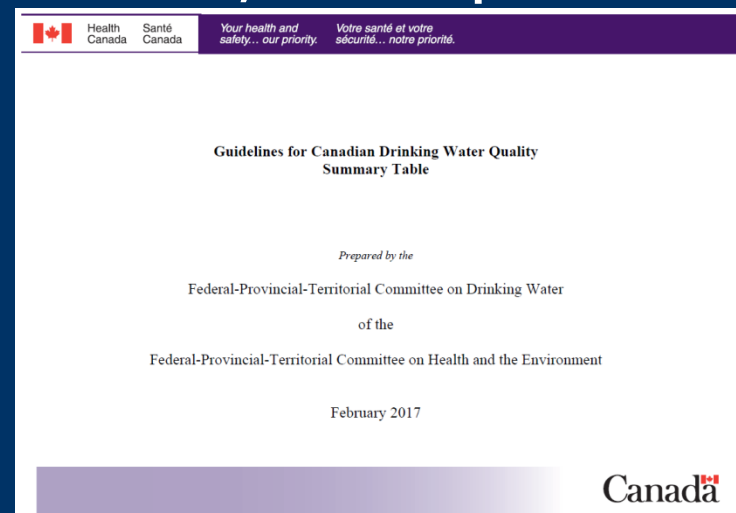 Health Canada
Santé Canada
Your health and safety... our priority.
Votre santé et votre sécurité... notre priorité.
Guidelines for Canadian Drinking Water Quality
Summary Table
Prepared by the
Federal-Provincial-Territorial Committee on Drinking Water
of the
Federal-Provincial-Territorial Committee on Health and the Environment
February 2017
Canada